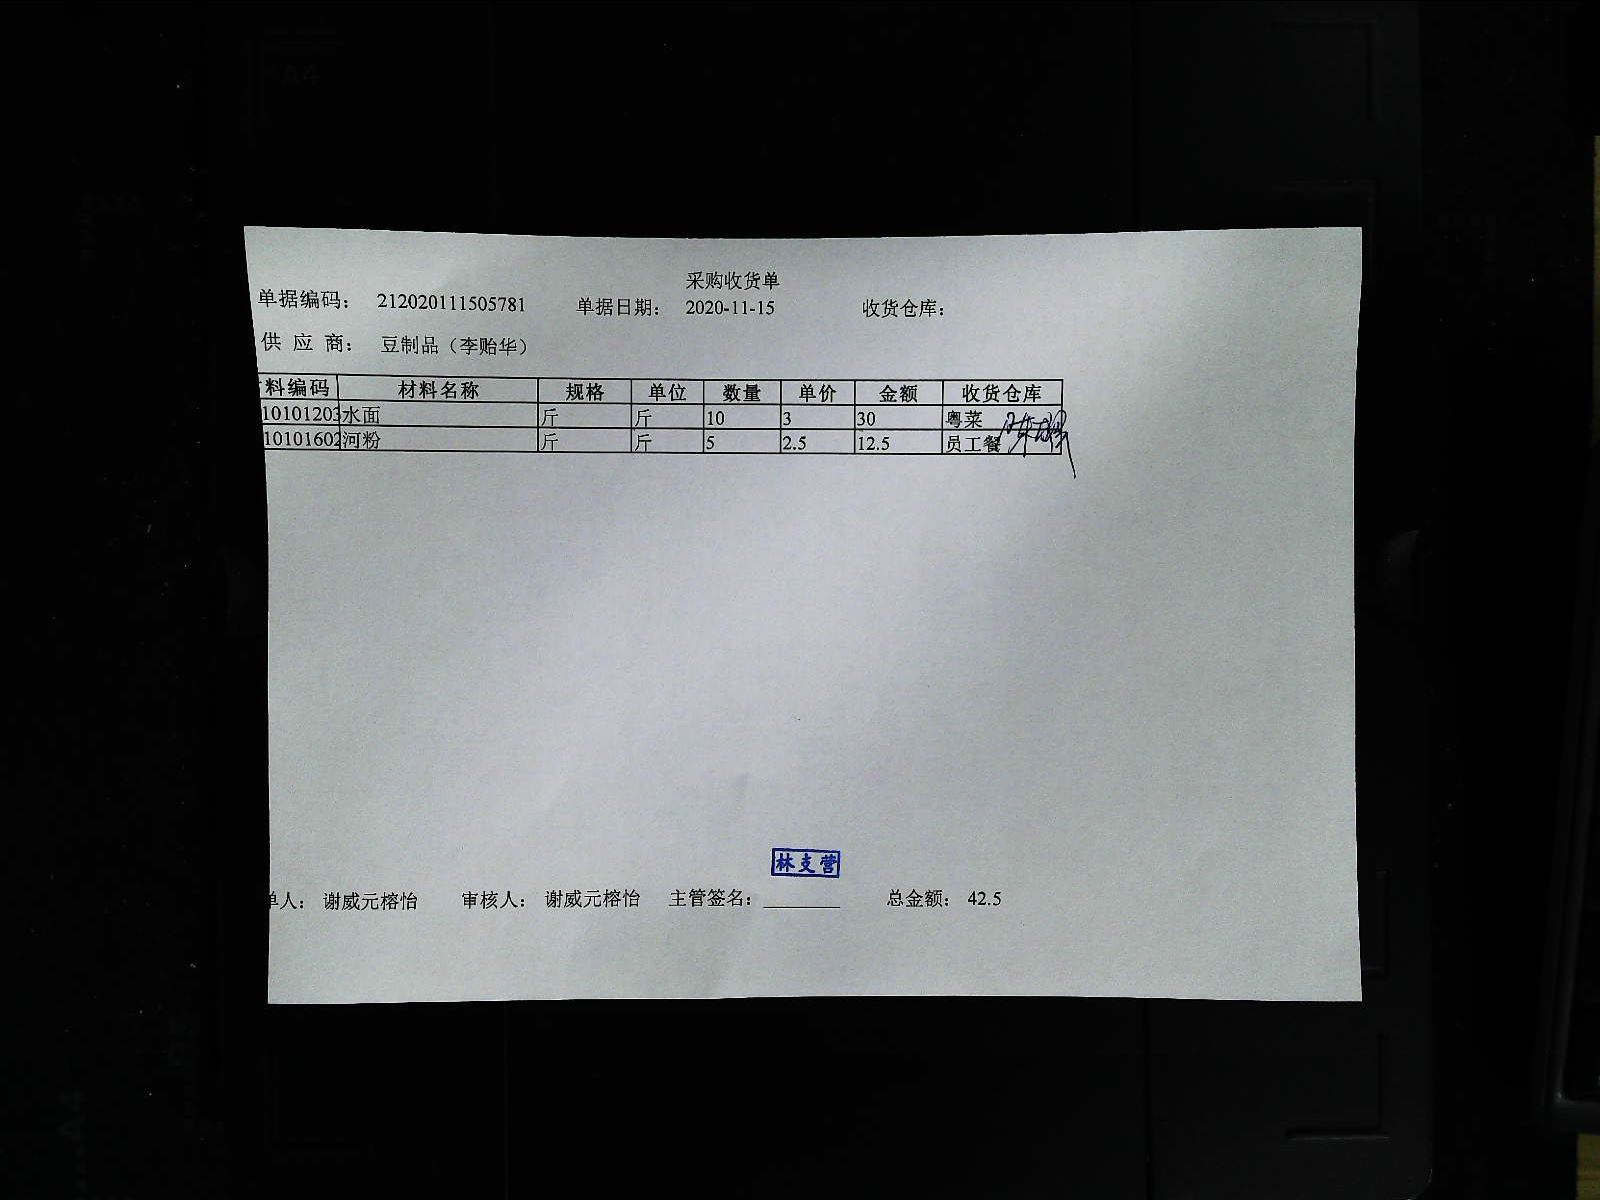 采购收货单
单据编码： 212020111505781 单据日期： 2020-11-15 收货仓库：
供 应 商： 豆制品（李贻华）
料编码 材料名称 规格 单位 数量 单价 金额 收货仓库
10101203 水面 斤 斤 10 3 30 粤菜
10101602 河粉 斤 斤 5 2.5 12.5 员工餐
林支营
单人： 谢威元榕怡 审核人： 谢威元榕怡 主管签名：________ 总金额： 42.5